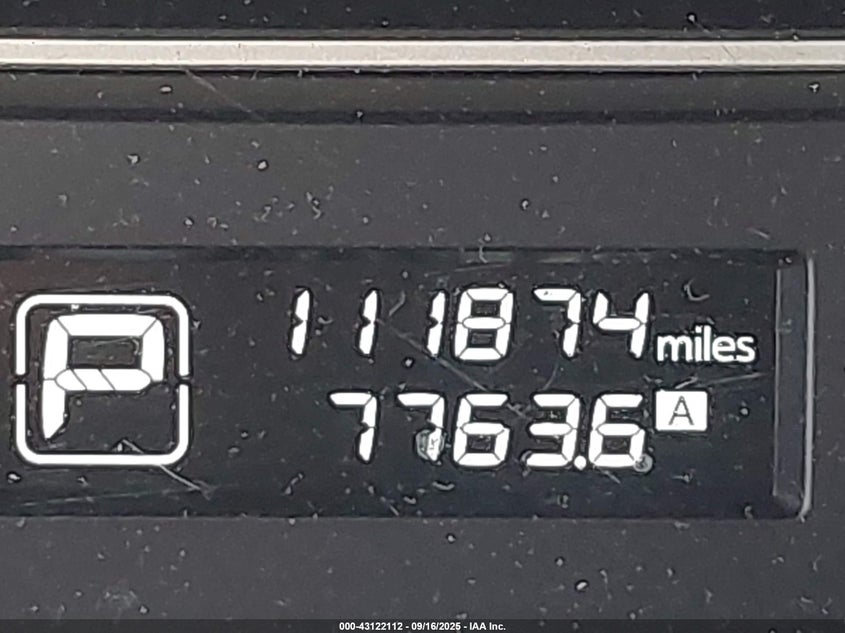 P
111874 miles
7763.6 A
000-43122112 - 09/16/2025 - IAA Inc.